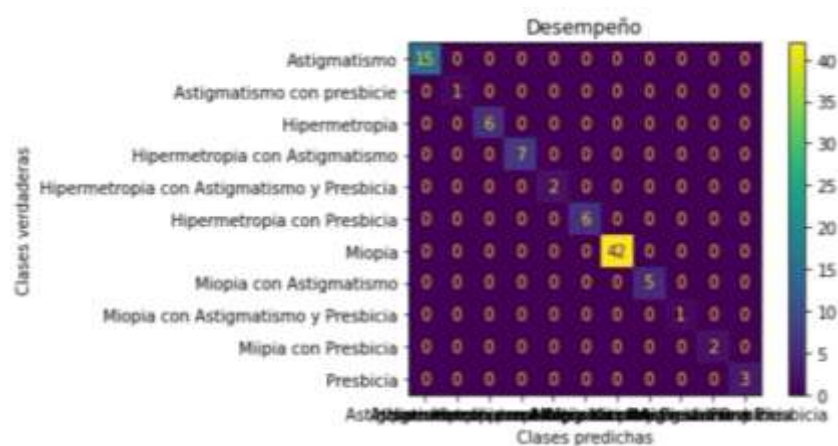 Desempeño
Clases verdaderas
Astigmatismo 15 0 0 0 0 0 0 0 0 0 0
Astigmatismo con presbicie 0 1 0 0 0 0 0 0 0 0 0
Hipermetropia 0 0 6 0 0 0 0 0 0 0 0
Hipermetropia con Astigmatismo 0 0 0 7 0 0 0 0 0 0 0
Hipermetropia con Astigmatismo y Presbicia 0 0 0 0 2 0 0 0 0 0 0
Hipermetropia con Presbicia 0 0 0 0 0 6 0 0 0 0 0
Miopia 0 0 0 0 0 0 42 0 0 0 0
Miopia con Astigmatismo 0 0 0 0 0 0 0 5 0 0 0
Miopia con Astigmatismo y Presbicia 0 0 0 0 0 0 0 0 1 0 0
Miipia con Presbicia 0 0 0 0 0 0 0 0 0 2 0
Presbicia 0 0 0 0 0 0 0 0 0 0 3
Clases predichas
40
35
30
25
20
15
10
5
0